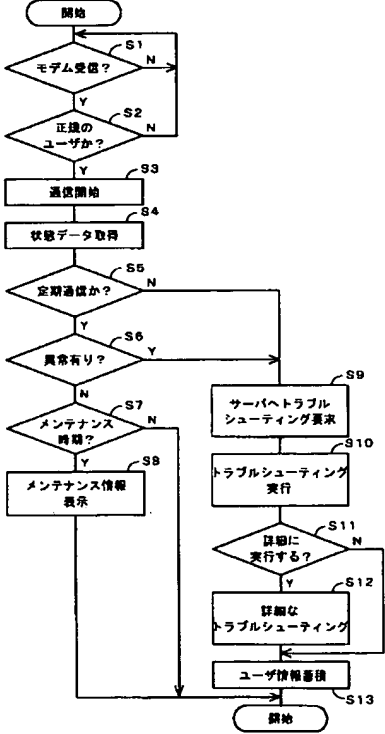 開始
S1
モデム受信?
N
Y
S2
正規の
ユーザか?
N
Y
S3
通信開始
S4
状態データ取得
S5
定期通信か?
N
Y
S6
異常有り?
Y
N
S7
メンテナンス
時期?
N
Y
S8
メンテナンス情報
表示
S9
サーバへトラブル
シューティング要求
S10
トラブルシューティング
実行
S11
詳細に
実行する?
N
Y
S12
詳細な
トラブルシューティング
ユーザ情報蓄積
S13
開始